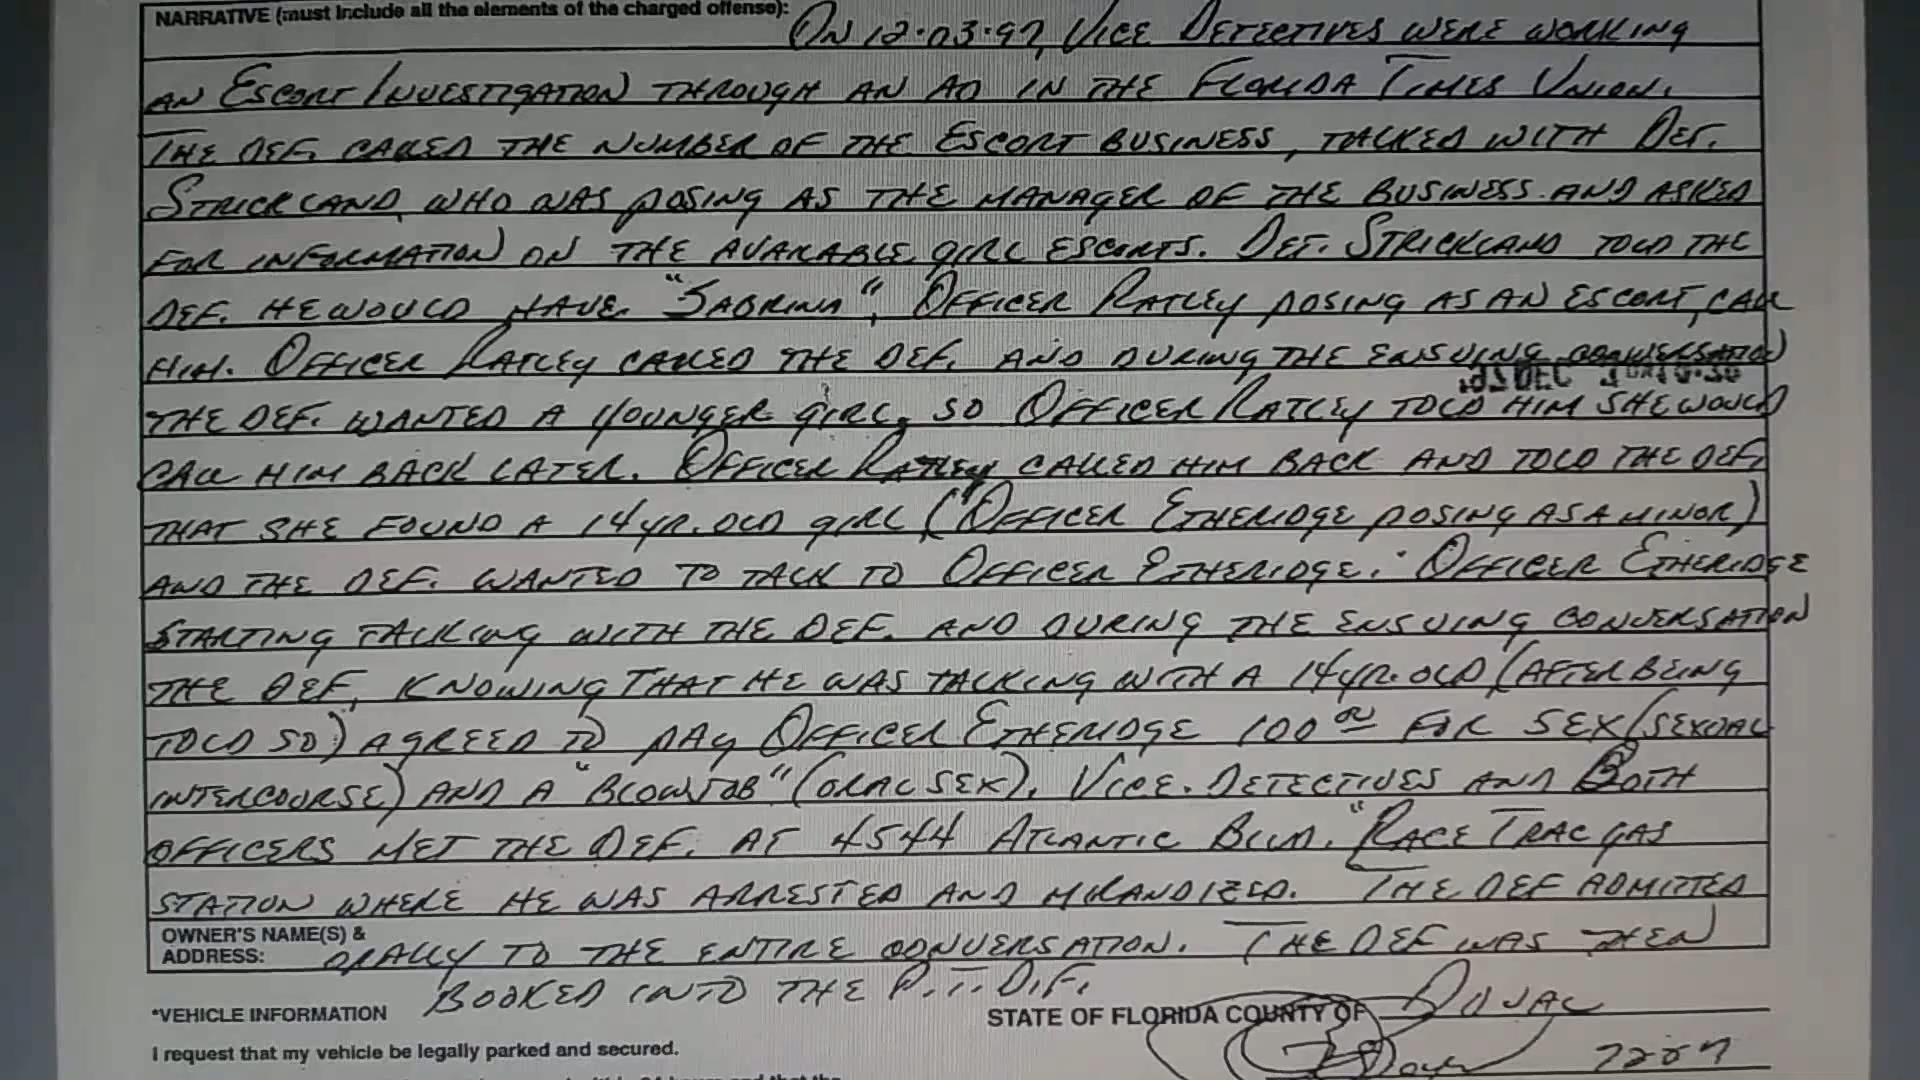 NARRATIVE (must include all the elements of the charged offense): ON 12·03·97, VICE DETECTIVES WERE WORKING
AN ESCORT INVESTIGATION THROUGH AN AD IN THE FLORIDA TIMES UNION.
THE DEF. CALLED THE NUMBER OF THE ESCORT BUSINESS, TALKED WITH DET.
STRICKLAND, WHO WAS POSING AS THE MANAGER OF THE BUSINESS AND ASKED
FOR INFORMATION ON THE AVAILABLE GIRL ESCORTS. DET. STRICKLAND TOLD THE
DEF. HE WOULD HAVE "SABRINA", OFFICER RATLEY POSING AS AN ESCORT, CALL
HIM. OFFICER RATLEY CALLED THE DEF. AND DURING THE ENSUING CONVERSATION
DEC
THE DEF. WANTED A YOUNGER GIRL, SO OFFICER RATLEY TOLD HIM SHE WOULD
CALL HIM BACK LATER. OFFICER RATLEY CALLED HIM BACK AND TOLD THE DEF.
THAT SHE FOUND A 14 YR. OLD GIRL (OFFICER ETHERIDGE POSING AS A MINOR)
AND THE DEF. WANTED TO TALK TO OFFICER ETHERIDGE. OFFICER ETHERIDGE
STARTING TALKING WITH THE DEF. AND DURING THE ENSUING CONVERSATION
THE DEF, KNOWING THAT HE WAS TALKING WITH A 14 YR. OLD (AFTER BEING
TOLD SO) AGREED TO PAY OFFICER ETHERIDGE 100 00 FOR SEX (SEXUAL
INTERCOURSE) AND A "BLOWJOB" (ORAL SEX). VICE DETECTIVES AND BOTH
OFFICERS MET THE DEF. AT 4544 ATLANTIC BLVD. "RACE TRAC GAS
STATION WHERE HE WAS ARRESTED AND MIRANDIZED. THE DEF ADMITTED
OWNER'S NAME(S) &
ADDRESS: ORALLY TO THE ENTIRE CONVERSATION. THE DEF WAS THEN
BOOKED INTO THE P.T.D.F.
*VEHICLE INFORMATION STATE OF FLORIDA COUNTY OF DUVAL
I request that my vehicle be legally parked and secured. 7287